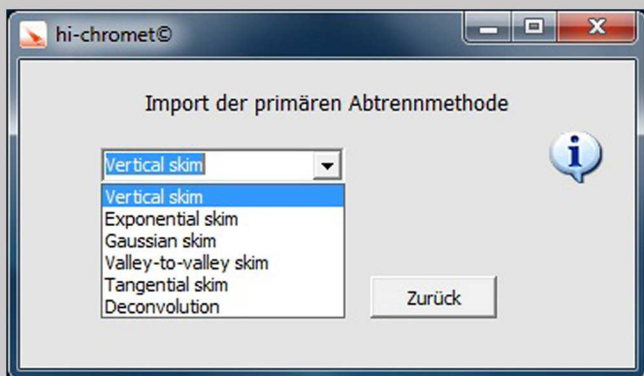 hi-chromet©
Import der primären Abtrennmethode
Vertical skim
Vertical skim
Exponential skim
Gaussian skim
Valley-to-valley skim
Tangential skim
Deconvolution
Zurück